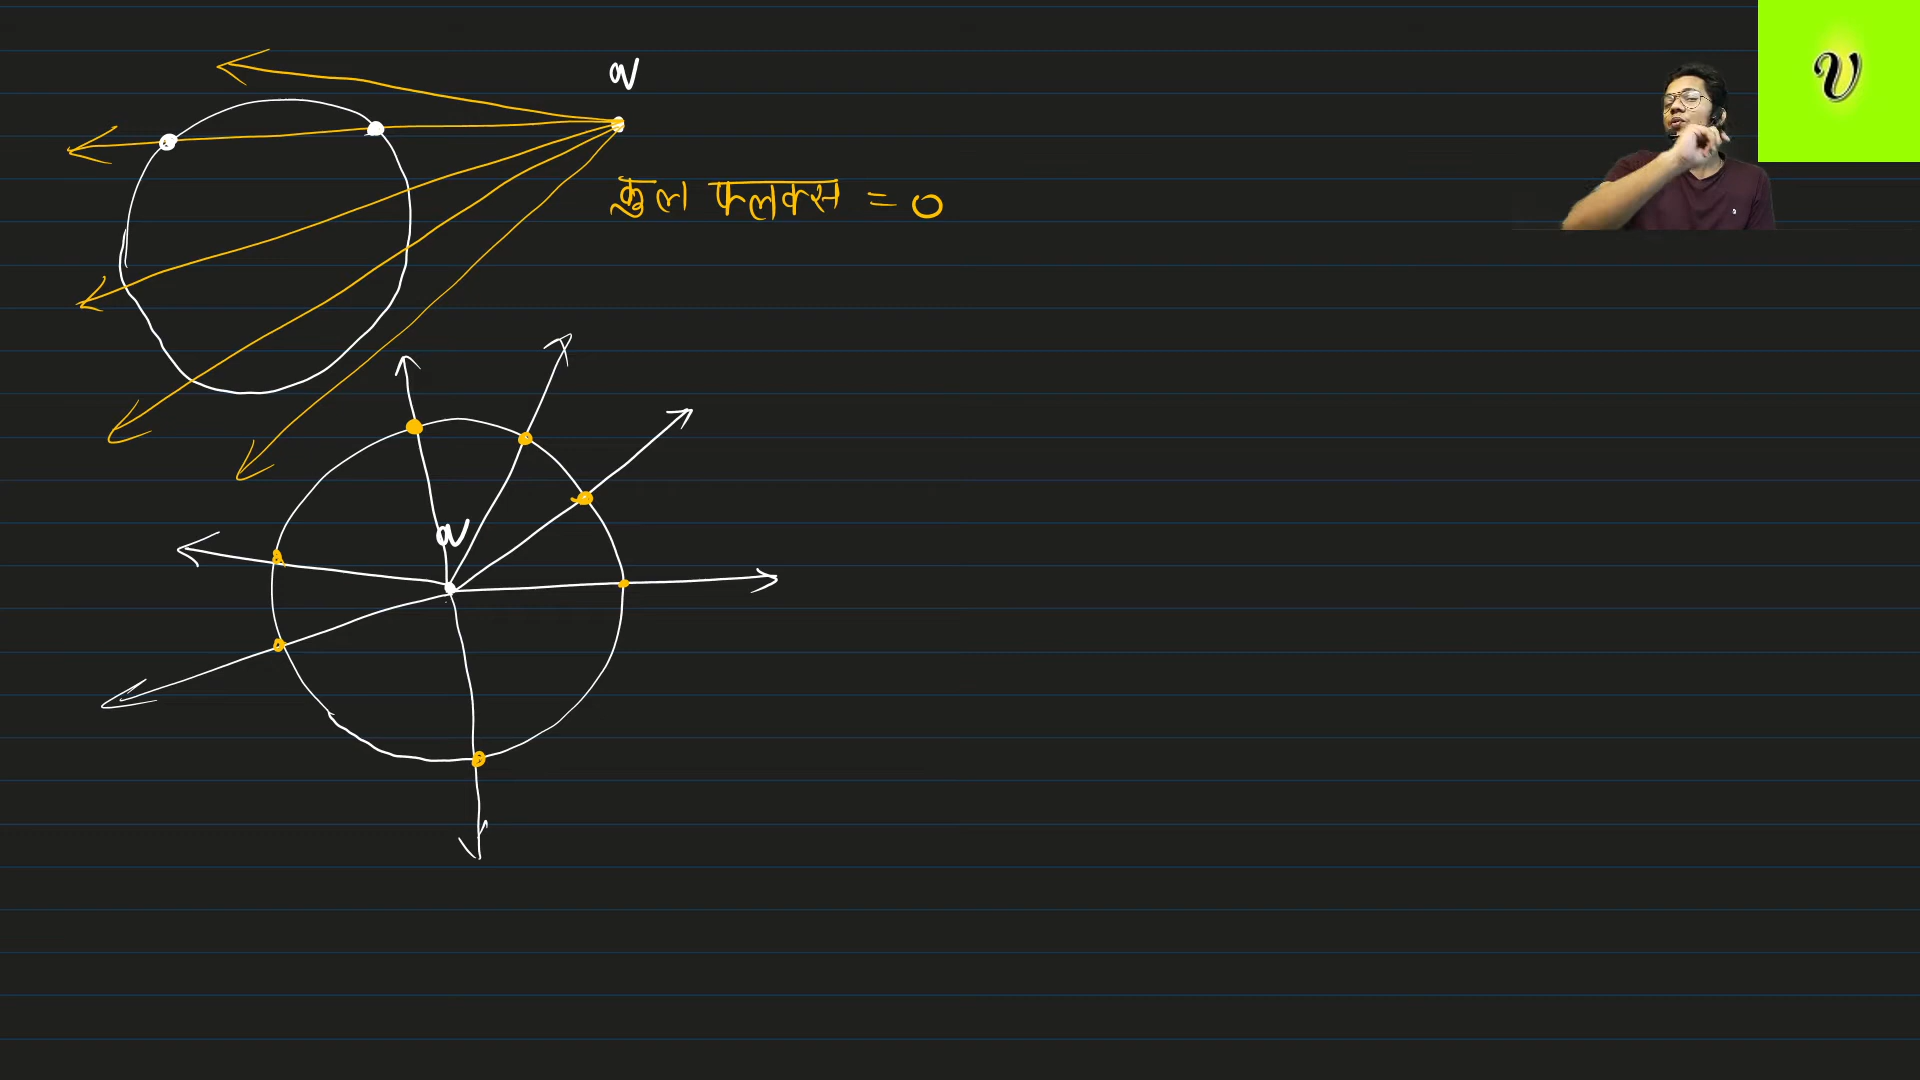 q
कुल फलक्स = 0
q
υ